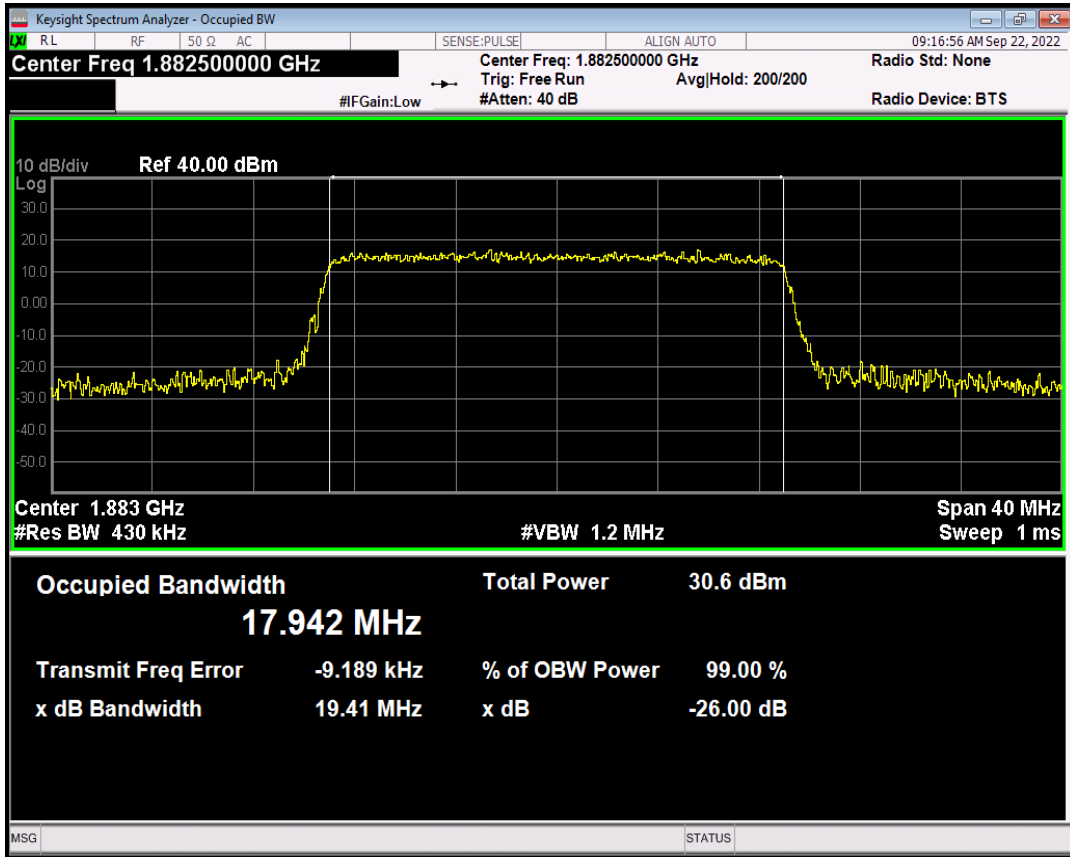 Keysight Spectrum Analyzer - Occupied BW
LXI RL RF 50 Ω AC SENSE:PULSE ALIGN AUTO 09:16:56 AM Sep 22, 2022
Center Freq 1.882500000 GHz Center Freq: 1.882500000 GHz Radio Std: None
Trig: Free Run Avg|Hold: 200/200
#IFGain:Low #Atten: 40 dB Radio Device: BTS
10 dB/div Ref 40.00 dBm
Log
30.0
20.0
10.0
0.00
-10.0
-20.0
-30.0
-40.0
-50.0
Center 1.883 GHz Span 40 MHz
#Res BW 430 kHz #VBW 1.2 MHz Sweep 1 ms
Occupied Bandwidth Total Power 30.6 dBm
17.942 MHz
Transmit Freq Error -9.189 kHz % of OBW Power 99.00 %
x dB Bandwidth 19.41 MHz x dB -26.00 dB
MSG STATUS